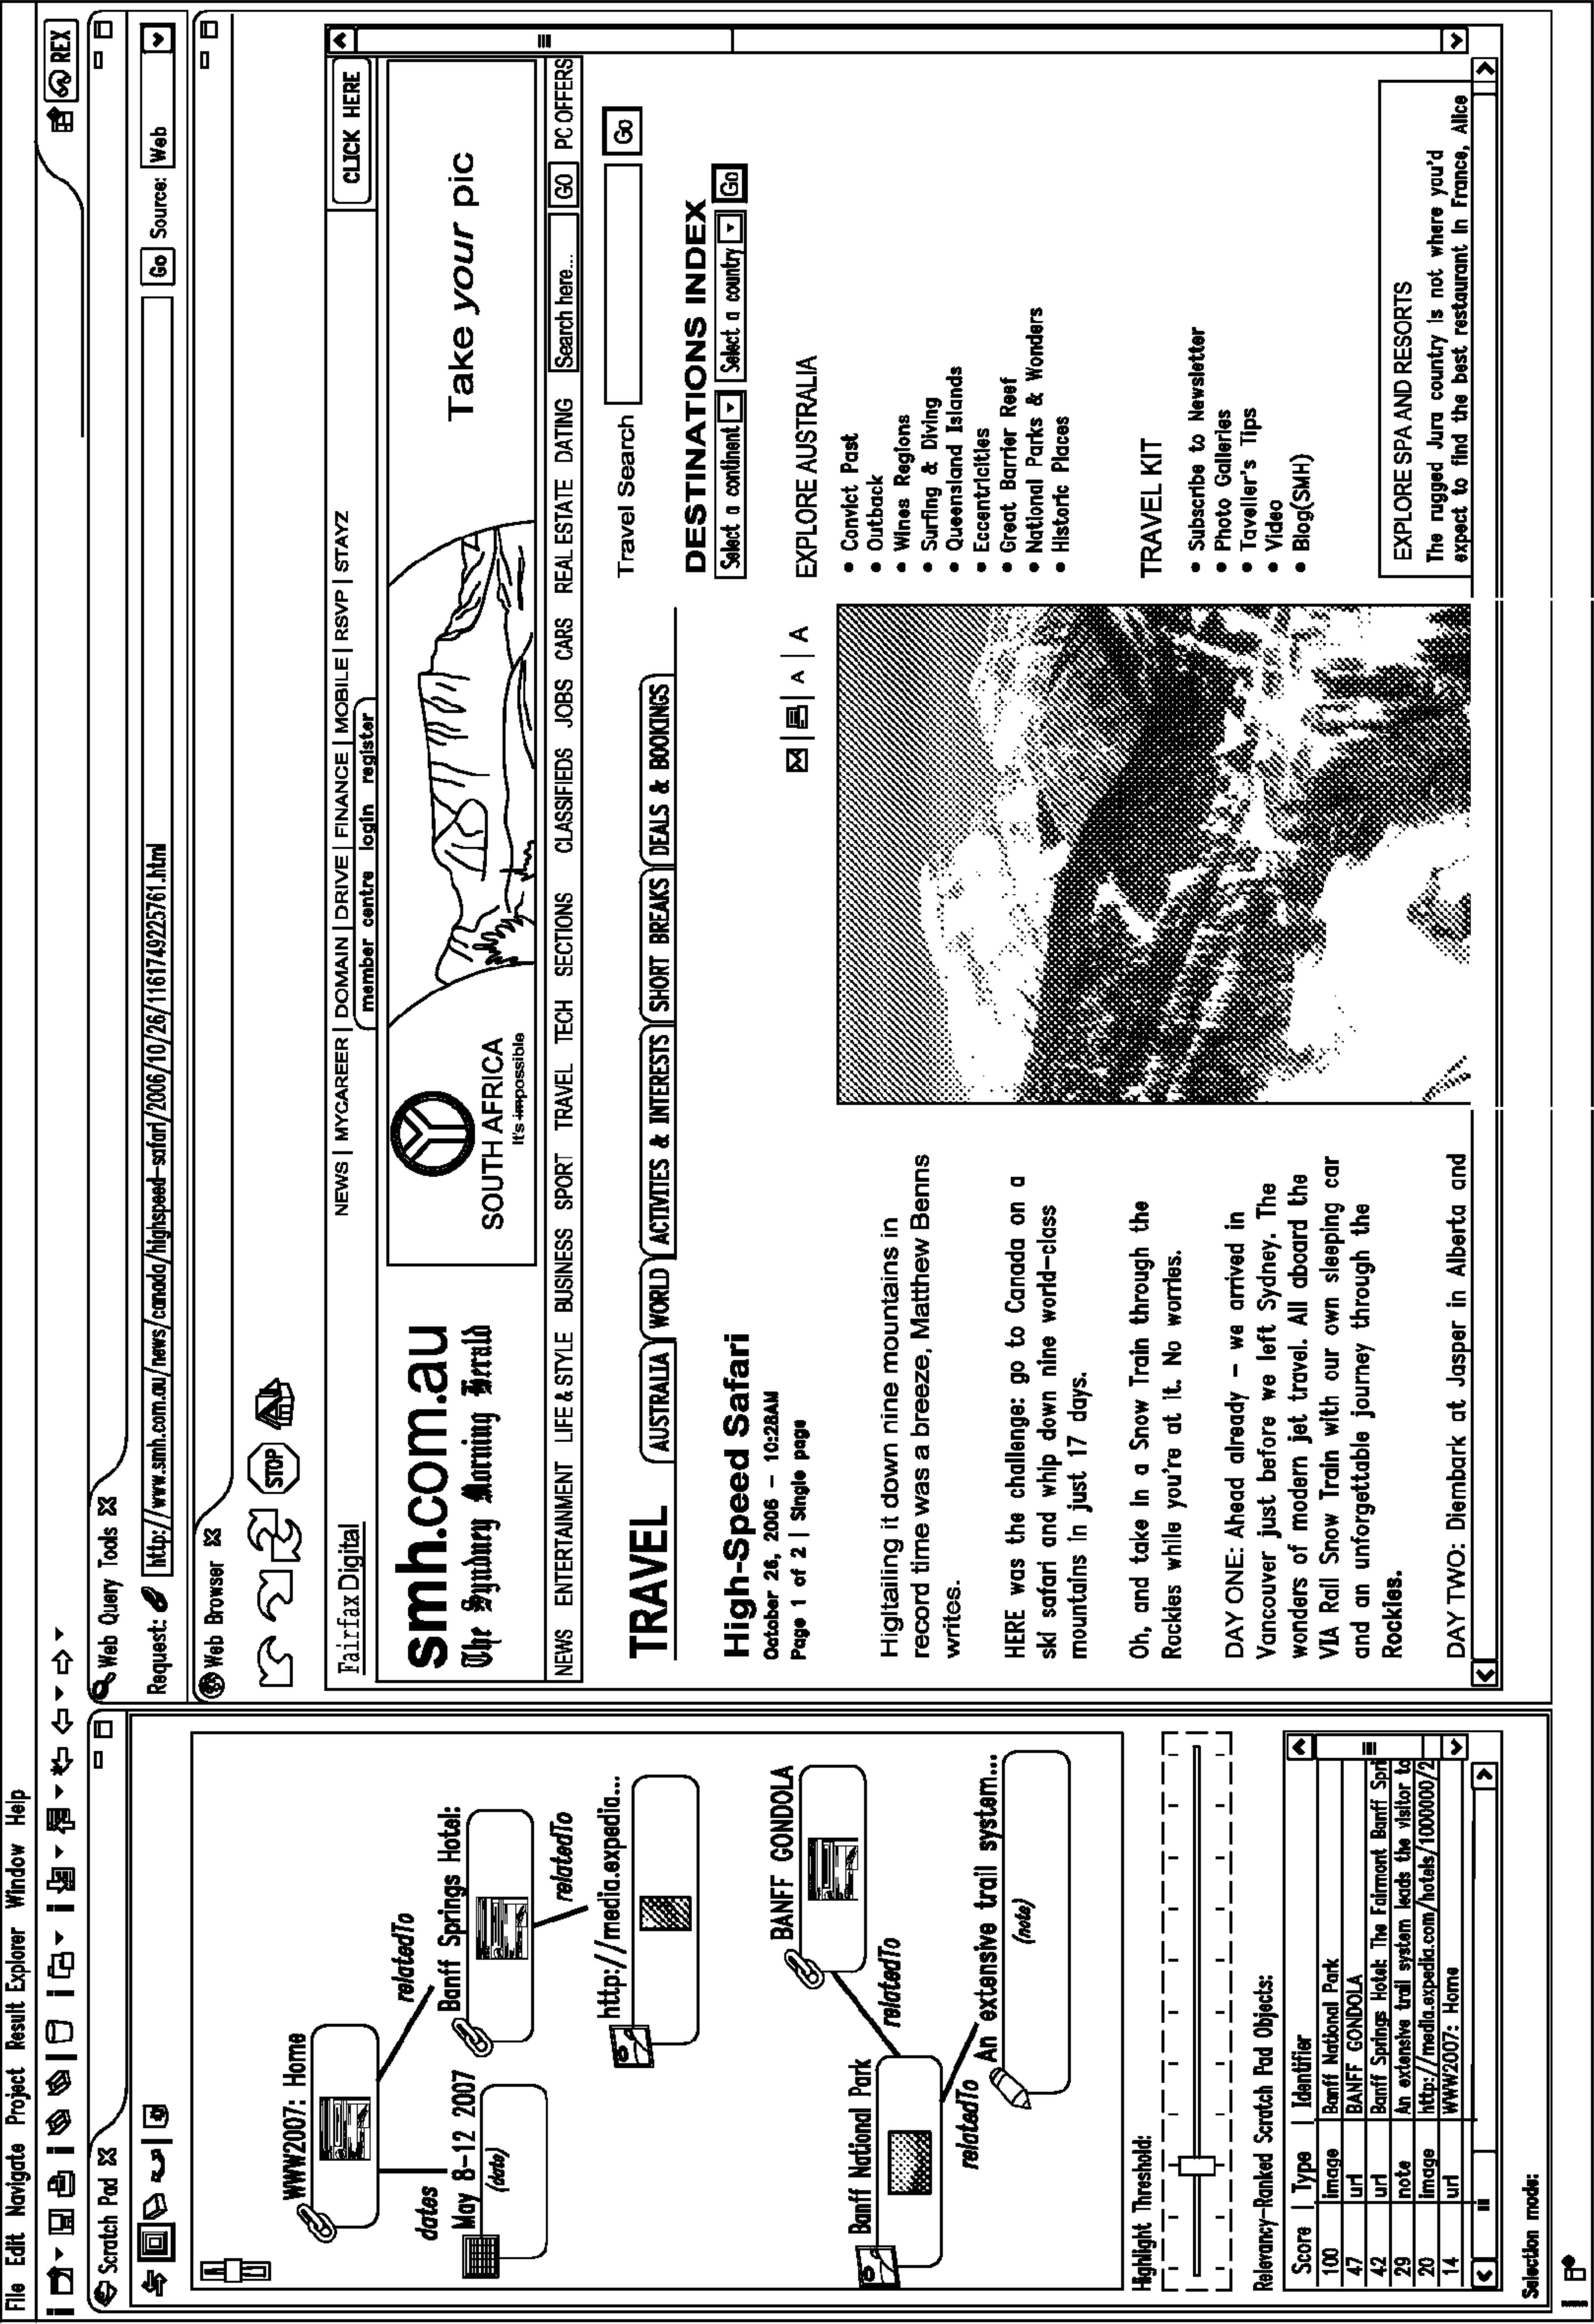 File Edit Navigate Project Result Explorer Window Help
REX
Scratch Pad
WWW2007: Home
dates
relatedTo
May 8-12 2007
(date)
Banff Springs Hotel:
relatedTo
http://media.expedia...
BANFF GONDOLA
Banff National Park
relatedTo
relatedTo
An extensive trail system...
(note)
Highlight Threshold:
Relevancy-Ranked Scratch Pad Objects:
Score | Type | Identifier
100 image Banff National Park
47 url BANFF GONDOLA
42 url Banff Springs Hotel: The Fairmont Banff Spri
29 note An extensive trail system leads the visitor to
20 image http://media.expedia.com/hotels/1000000/2
14 url WWW2007: Home
Selection mode:
Web Query Tools
Request: http://www.smh.com.au/news/canada/highspeed-safari/2006/10/26/1161749225761.html Go Source: Web
Web Browser
STOP
Fairfax Digital
NEWS | MYCAREER | DOMAIN | DRIVE | FINANCE | MOBILE | RSVP | STAYZ
CLICK HERE
member centre login register
smh.com.au
The Syndury Morning Herald
SOUTH AFRICA
It's impossible
Take your pic
NEWS ENTERTAINMENT LIFE & STYLE BUSINESS SPORT TRAVEL TECH SECTIONS CLASSIFIEDS JOBS CARS REAL ESTATE DATING Search here... GO PC OFFERS
TRAVEL
AUSTRALIA WORLD ACTIVITES & INTERESTS SHORT BREAKS DEALS & BOOKINGS
Travel Search Go
DESTINATIONS INDEX
Select a continent Select a country Go
High-Speed Safari
October 26, 2006 - 10:28AM
Page 1 of 2 | Single page
A | A
Higltailing it down nine mountains in
record time was a breeze, Matthew Benns
writes.
HERE was the challenge: go to Canada on a
ski safari and whip down nine world-class
mountains in just 17 days.
Oh, and take in a Snow Train through the
Rockies while you're at it. No worries.
DAY ONE: Ahead already - we arrived in
Vancouver just before we left Sydney. The
wonders of modern jet travel. All aboard the
VIA Rail Snow Train with our own sleeping car
and an unforgettable journey through the
Rockies.
DAY TWO: Diembark at Jasper in Alberta and
EXPLORE AUSTRALIA
• Convict Past
• Outback
• Wines Regions
• Surfing & Diving
• Queensland Islands
• Eccentricities
• Great Barrier Reef
• National Parks & Wonders
• Historic Places
TRAVEL KIT
• Subscribe to Newsletter
• Photo Galleries
• Taveller's Tips
• Video
• Blog(SMH)
EXPLORE SPA AND RESORTS
The rugged Jura country is not where you'd
expect to find the best restaurant in France, Alice